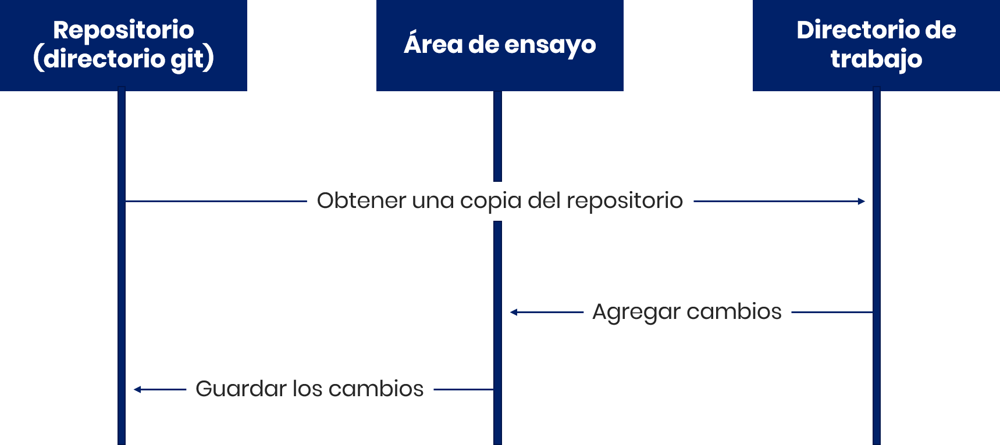 Repositorio
(directorio git)
Área de ensayo
Directorio de
trabajo
Obtener una copia del repositorio
Agregar cambios
Guardar los cambios